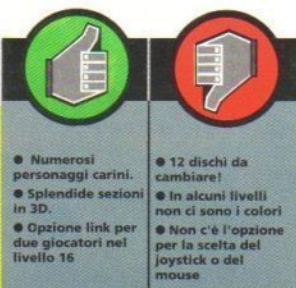 ● Numerosi
personaggi carini.
● Splendide sezioni
in 3D.
● Opzione link per
due giocatori nel
livello 16
● 12 dischi da
cambiare!
● In alcuni livelli
non ci sono i colori
● Non c'è l'opzione
per la scelta del
joystick o del
mouse